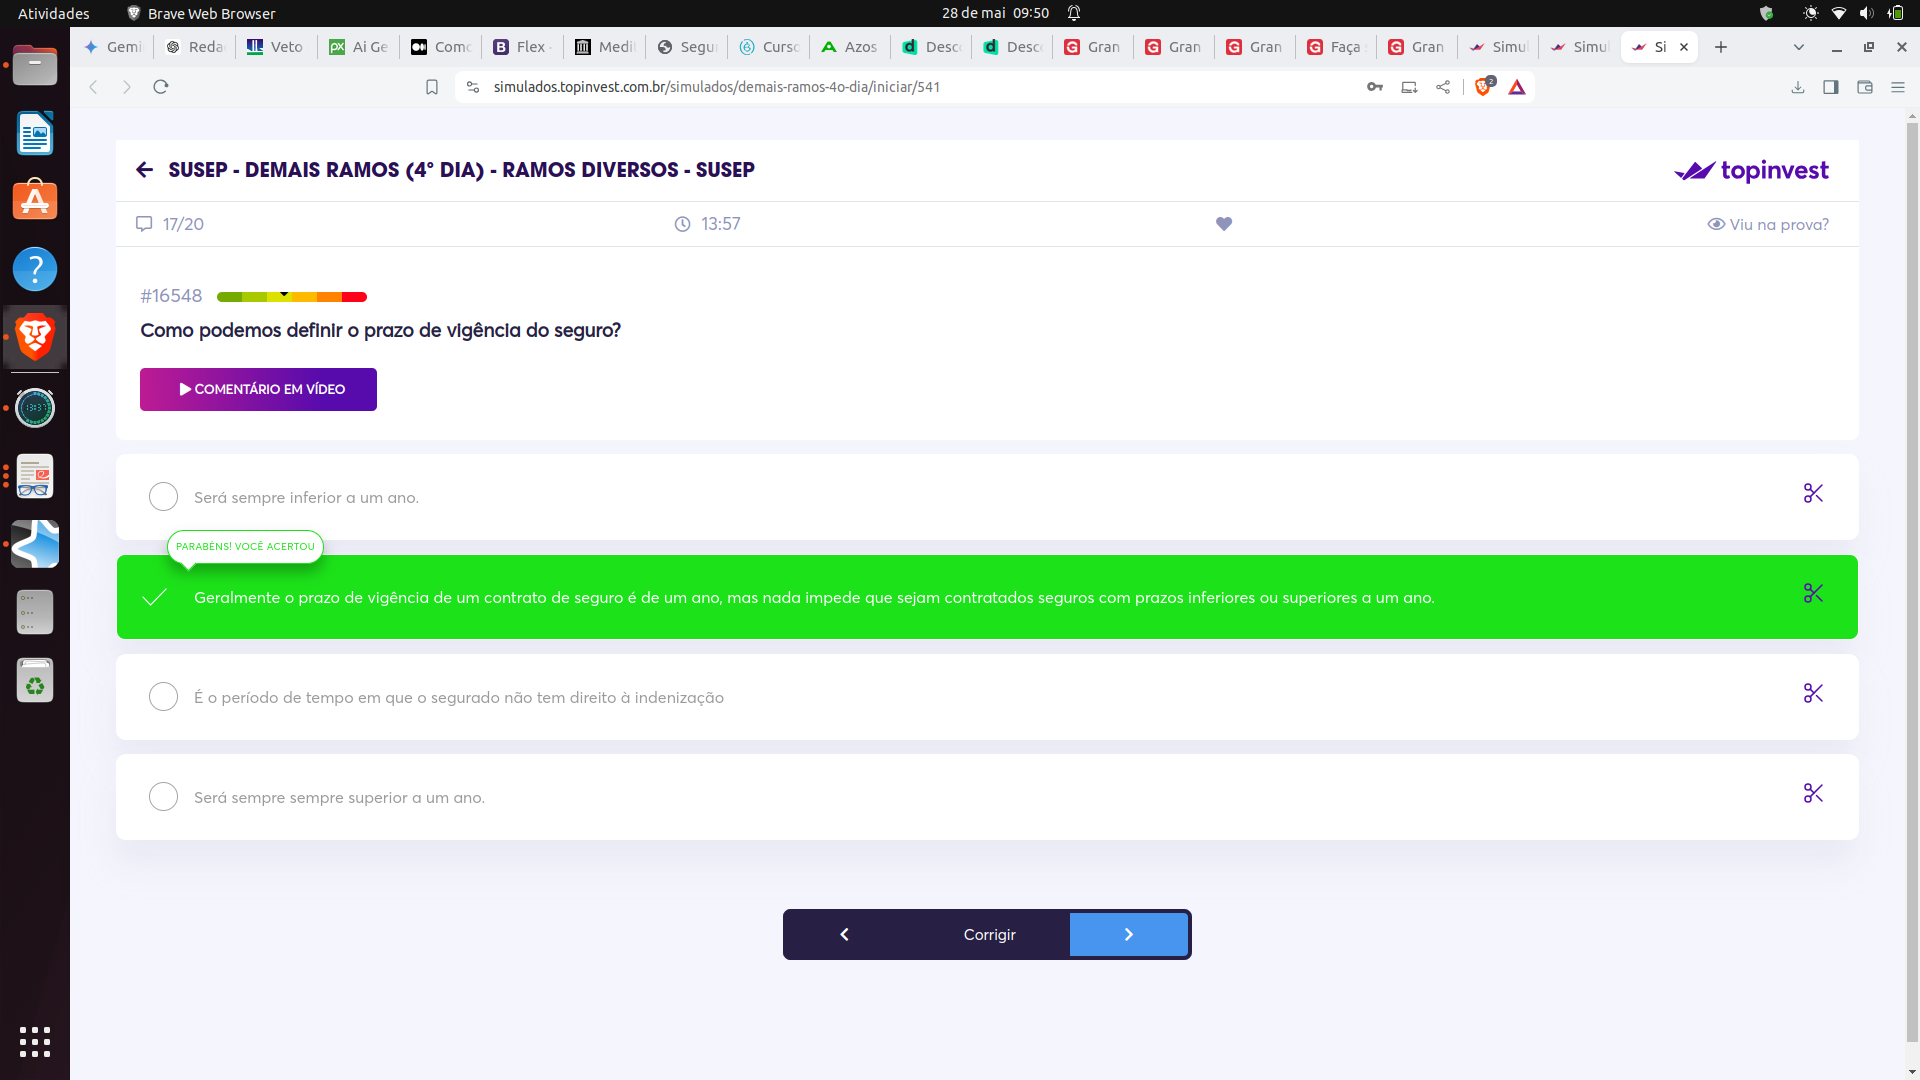 Atividades
Brave Web Browser
28 de mai 09:50
Gemi
Reda
Veto
Ai Ge
Como
Flex -
Medi
Segu
Curso
Azos
Desc
Desc
Gran
Gran
Gran
Faça
Gran
Simul
Simul
Si
simulados.topinvest.com.br/simulados/demais-ramos-4o-dia/iniciar/541
2
SUSEP - DEMAIS RAMOS (4º DIA) - RAMOS DIVERSOS - SUSEP
topinvest
17/20
13:57
Viu na prova?
#16548
Como podemos definir o prazo de vigência do seguro?
COMENTÁRIO EM VÍDEO
Será sempre inferior a um ano.
PARABÉNS! VOCÊ ACERTOU
Geralmente o prazo de vigência de um contrato de seguro é de um ano, mas nada impede que sejam contratados seguros com prazos inferiores ou superiores a um ano.
É o período de tempo em que o segurado não tem direito à indenização
Será sempre sempre superior a um ano.
Corrigir